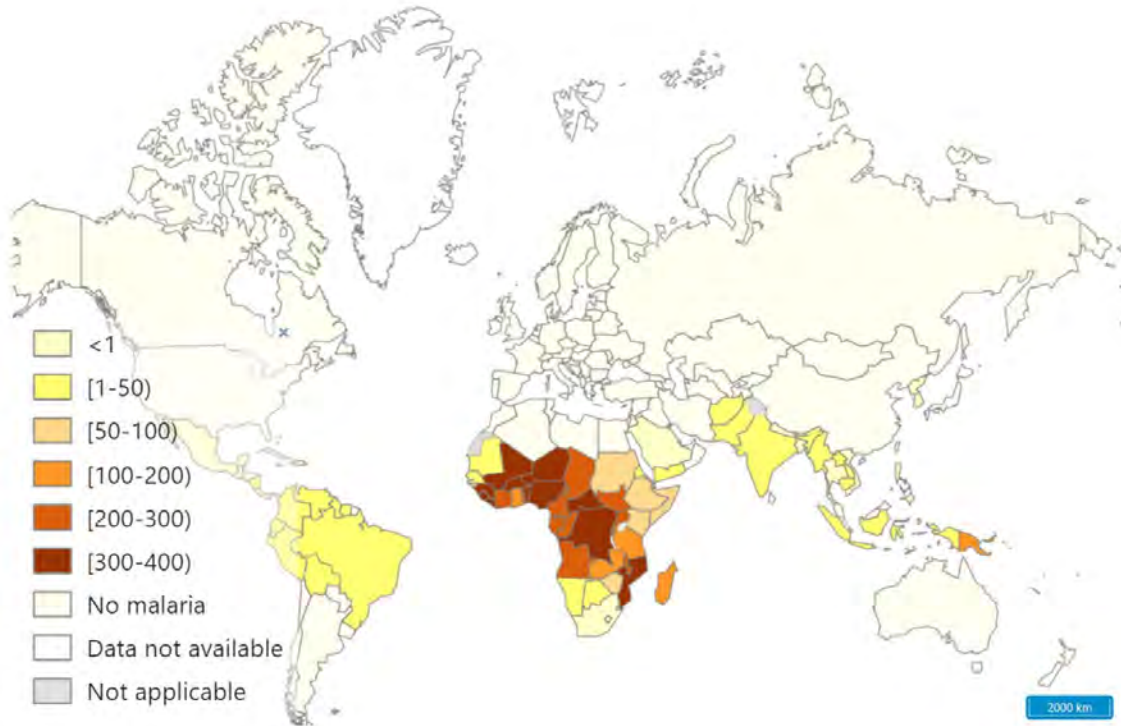 <1
[1-50)
[50-100)
[100-200)
[200-300)
[300-400)
No malaria
Data not available
Not applicable
2000 km